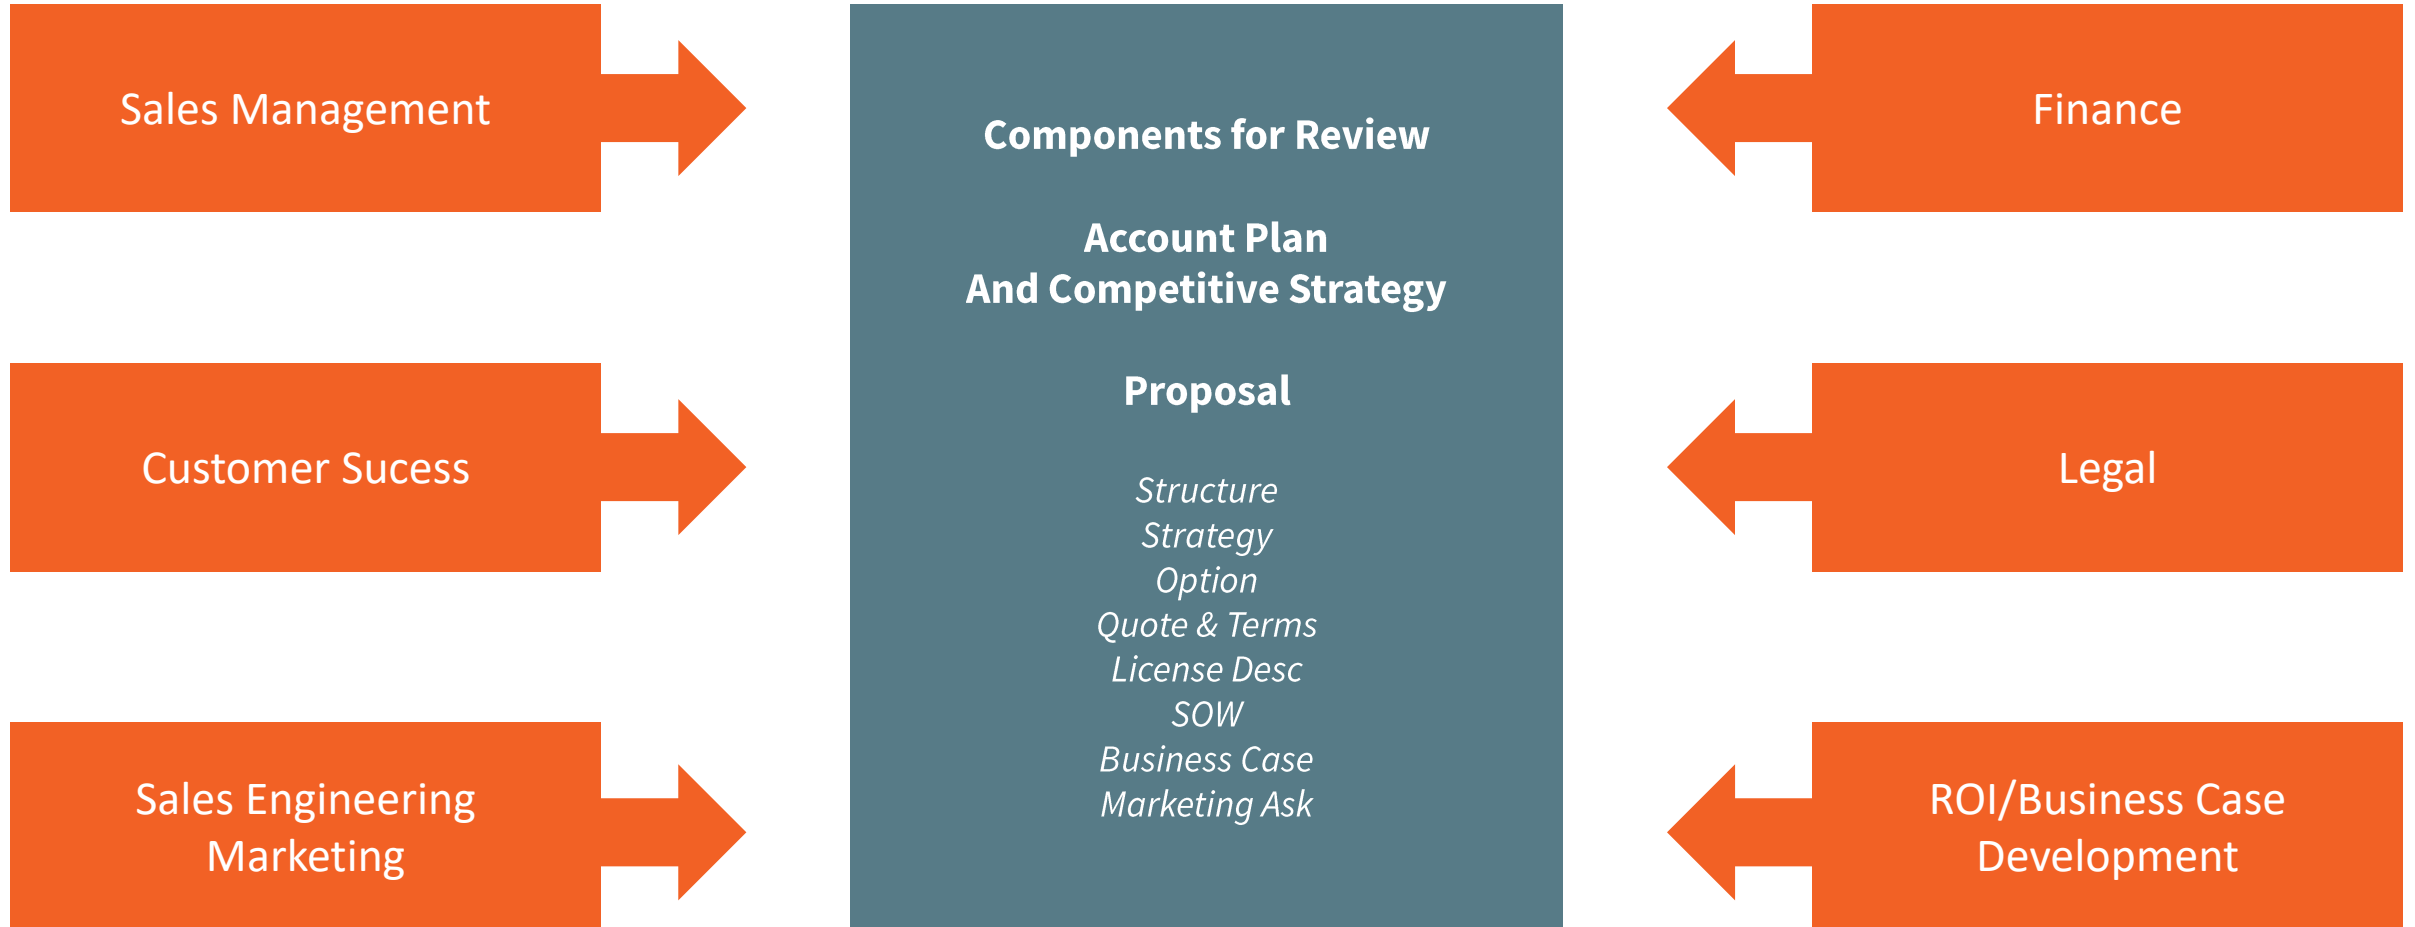 Sales Management
Customer Sucess
Sales Engineering
Marketing
Components for Review
Account Plan
And Competitive Strategy
Proposal
Structure
Strategy
Option
Quote & Terms
License Desc
SOW
Business Case
Marketing Ask
Finance
Legal
ROI/Business Case
Development